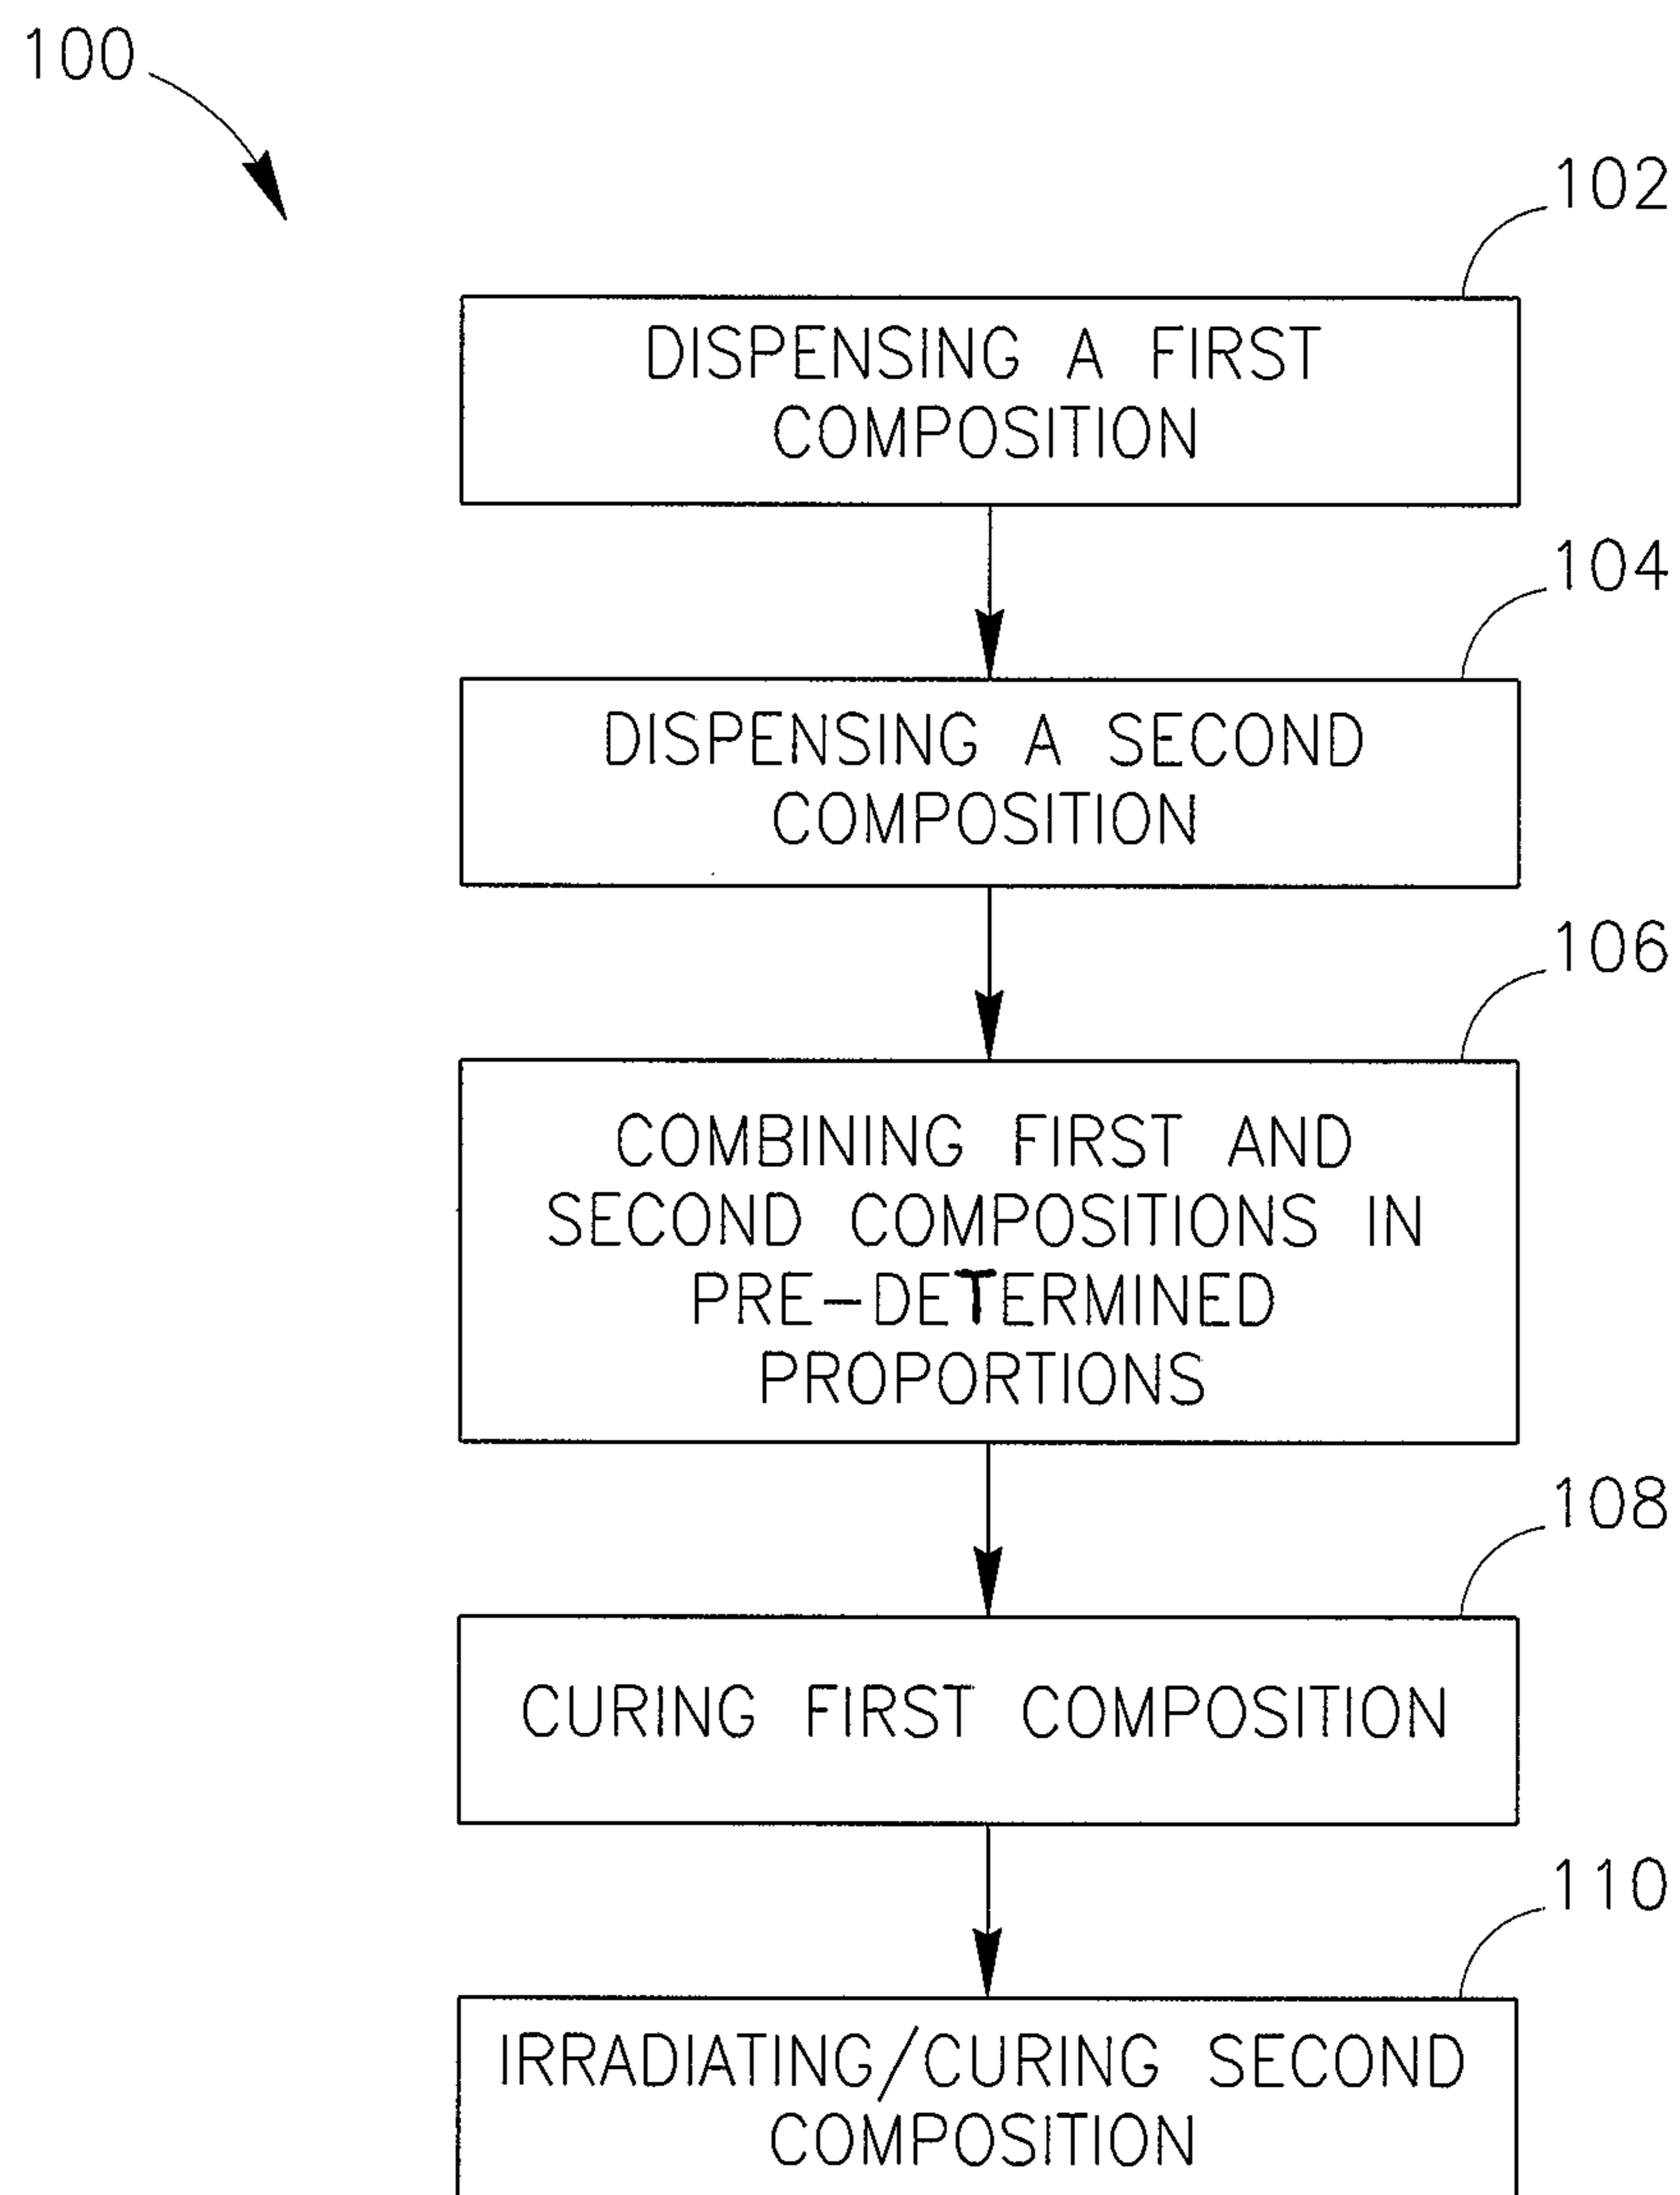 100
102
DISPENSING A FIRST
COMPOSITION
104
DISPENSING A SECOND
COMPOSITION
106
COMBINING FIRST AND
SECOND COMPOSITIONS IN
PRE-DETERMINED
PROPORTIONS
108
CURING FIRST COMPOSITION
110
IRRADIATING/CURING SECOND
COMPOSITION